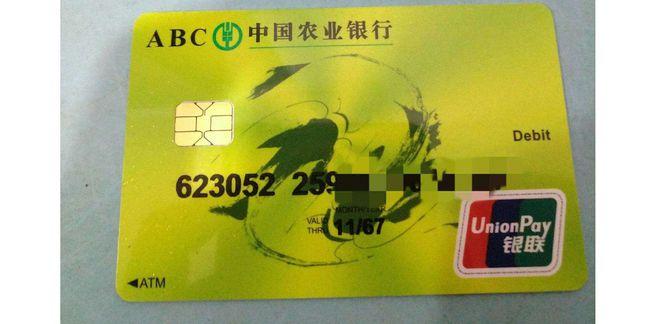 ABC 中国农业银行
Debit
623052 259
MONTH/YEAR
VALID THRU 11/67
UnionPay
银联
◀ATM